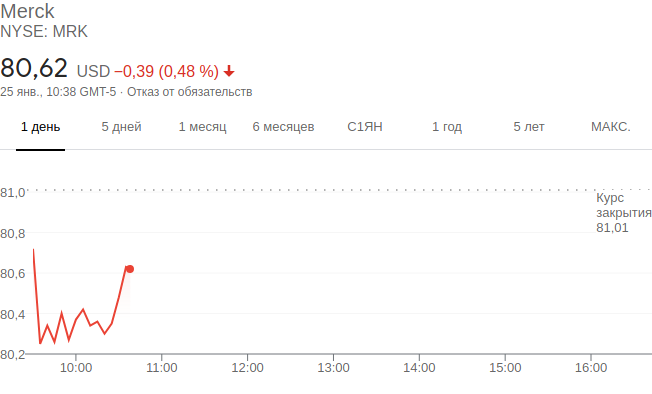 Merck
NYSE: MRK
80,62 USD −0,39 (0,48 %)
25 янв., 10:38 GMT-5 · Отказ от обязательств
1 день 5 дней 1 месяц 6 месяцев С1ЯН 1 год 5 лет МАКС.
81,0
Курс
закрытия
81,01
80,8
80,6
80,4
80,2
10:00 11:00 12:00 13:00 14:00 15:00 16:00